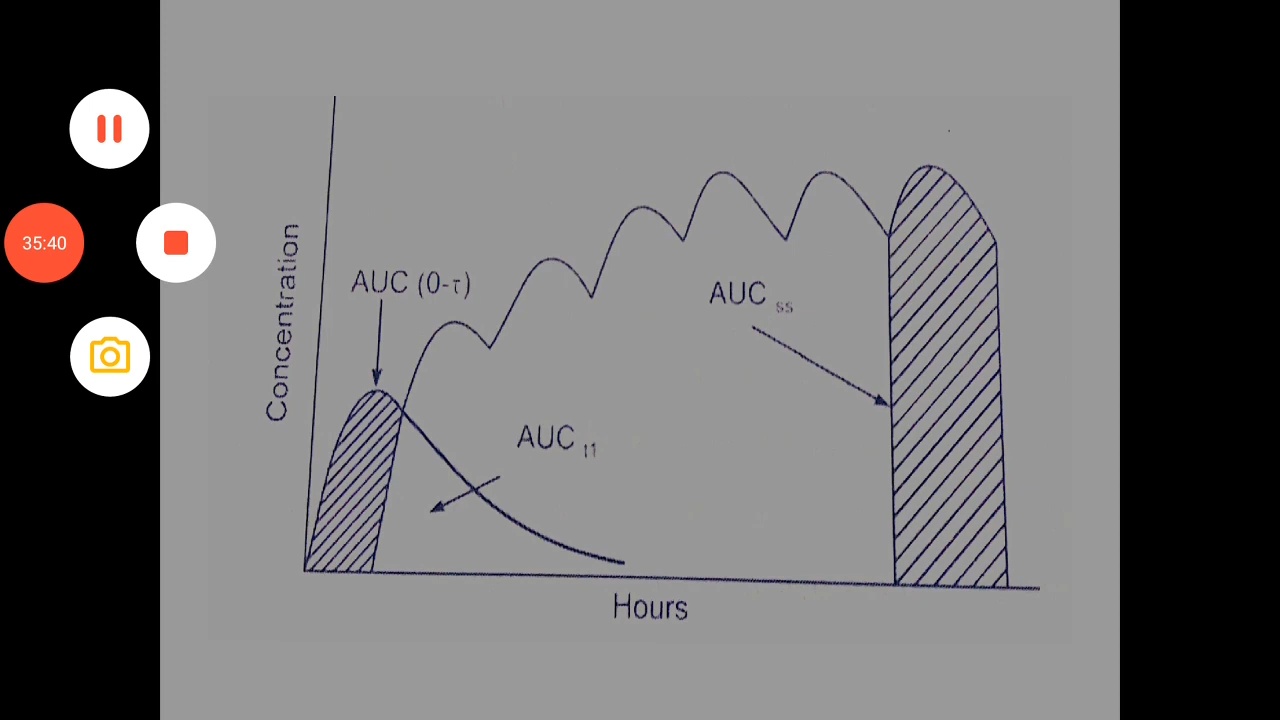 35:40
Concentration
AUC (0-τ)
AUC ss
AUC t1
Hours